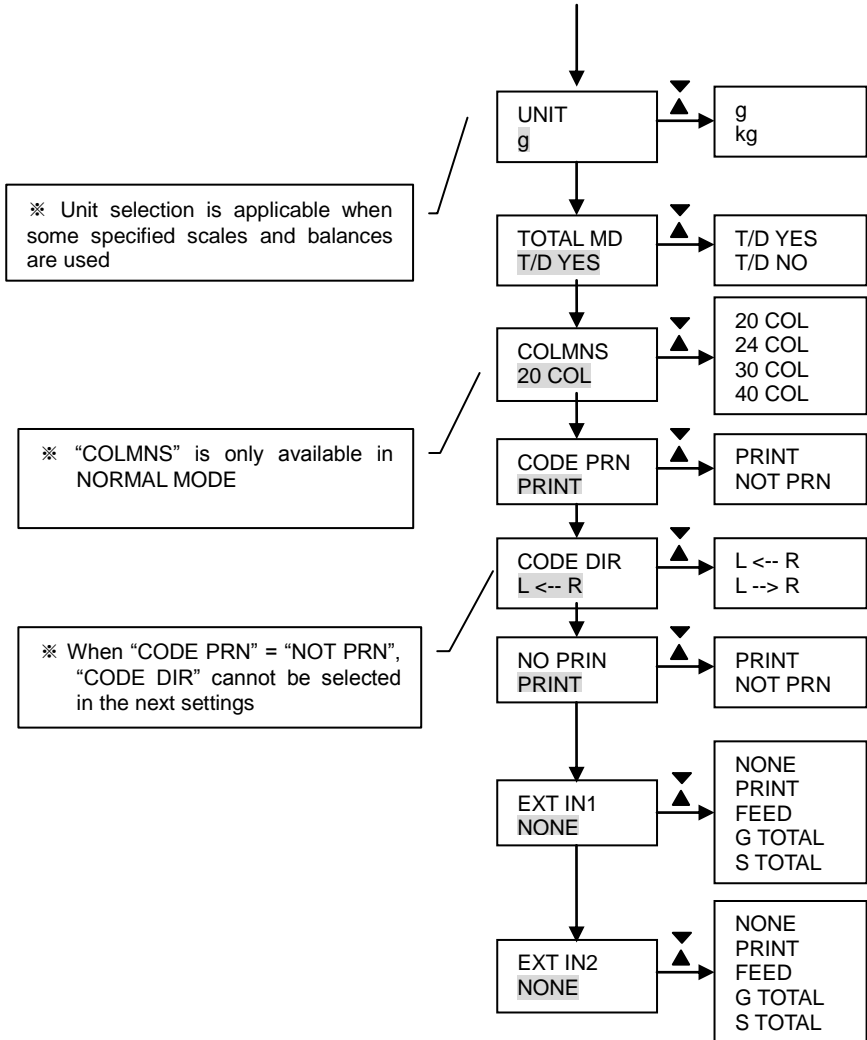 UNIT
g
g
kg
※ Unit selection is applicable when
some specified scales and balances
are used
TOTAL MD
T/D YES
T/D YES
T/D NO
COLMNS
20 COL
20 COL
24 COL
30 COL
40 COL
※ “COLMNS” is only available in
NORMAL MODE
CODE PRN
PRINT
PRINT
NOT PRN
CODE DIR
L <-- R
L <-- R
L --> R
※ When “CODE PRN” = “NOT PRN”,
“CODE DIR” cannot be selected
in the next settings
NO PRIN
PRINT
PRINT
NOT PRN
EXT IN1
NONE
NONE
PRINT
FEED
G TOTAL
S TOTAL
EXT IN2
NONE
NONE
PRINT
FEED
G TOTAL
S TOTAL